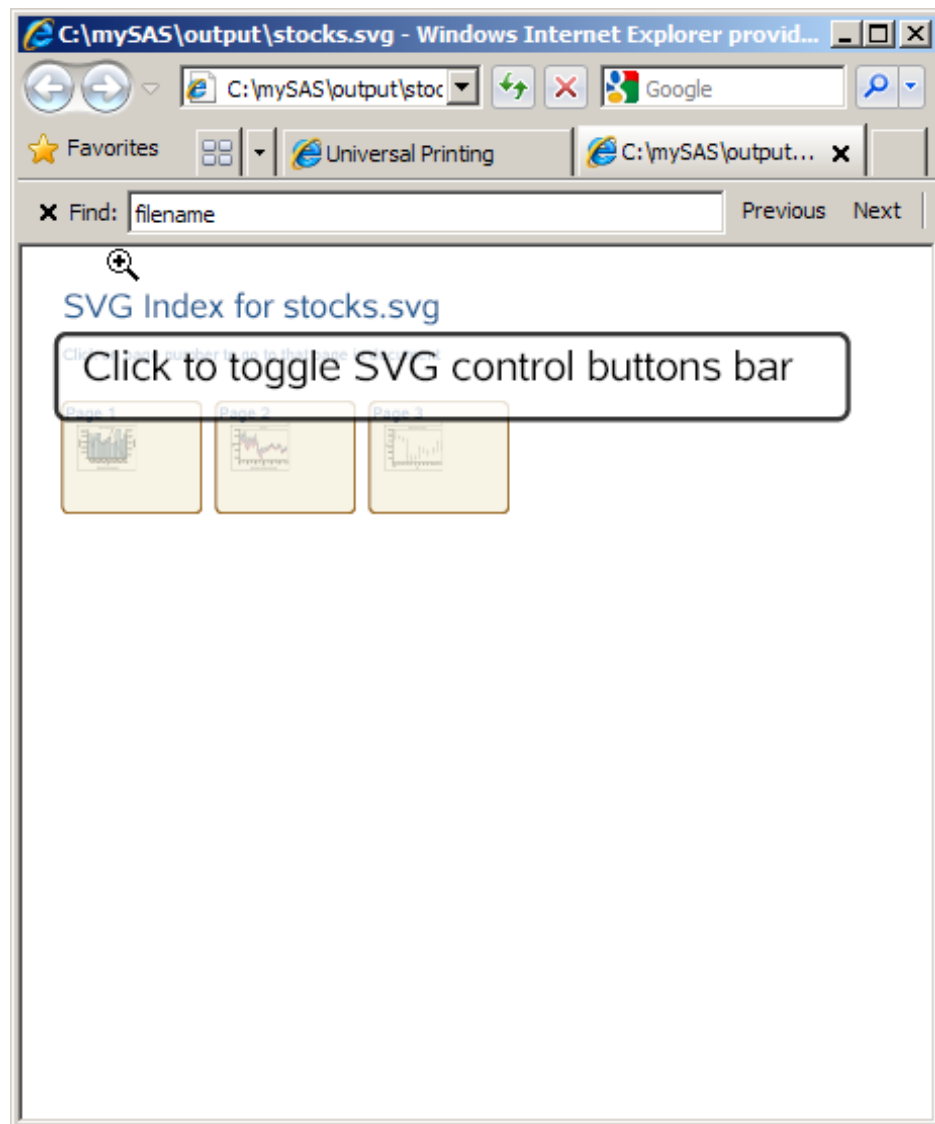 C:\mySAS\output\stocks.svg - Windows Internet Explorer provid...
C:\mySAS\output\stoc
Google
Favorites
Universal Printing
C:\mySAS\output...
Find: filename Previous Next
SVG Index for stocks.svg
Click to toggle SVG control buttons bar
Page 1 Page 2 Page 3